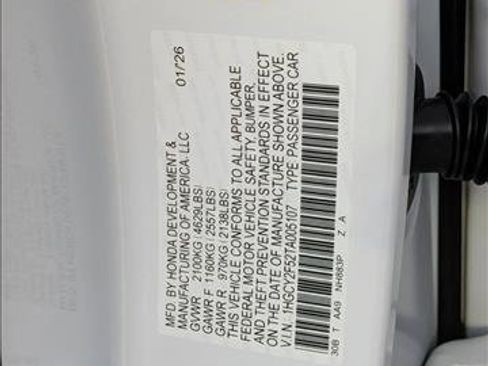 MFD. BY HONDA DEVELOPMENT &
MANUFACTURING OF AMERICA, LLC 01/26
GVWR 2100KG (4629LBS)
GAWR F 1160KG (2557LBS)
GAWR R 970KG (2138LBS)
THIS VEHICLE CONFORMS TO ALL APPLICABLE
FEDERAL MOTOR VEHICLE SAFETY, BUMPER,
AND THEFT PREVENTION STANDARDS IN EFFECT
ON THE DATE OF MANUFACTURE SHOWN ABOVE.
V.I.N. 1HGCY2F52TA005107 TYPE: PASSENGER CAR
30B T AA9 NH883P Z A